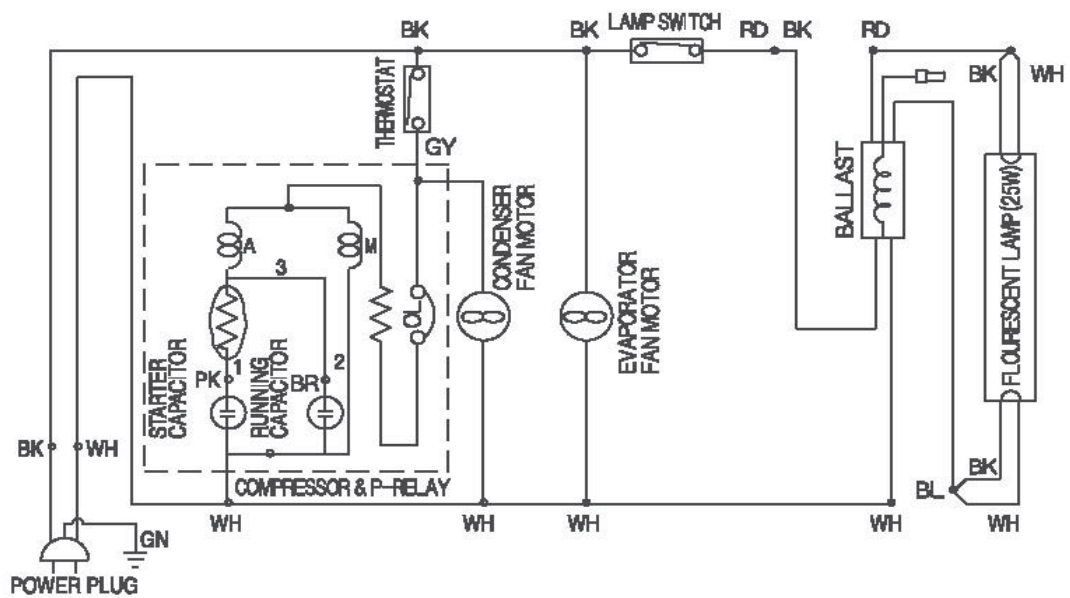 LAMP SWITCH
BK
BK
RD
BK
RD
BK
WH
THERMOSTAT
GY
BALLAST
FLOURESCENT LAMP (25W)
A
M
3
CONDENSER
FAN MOTOR
OL
EVAPORATOR
FAN MOTOR
1
2
PK
BR
STARTER
CAPACITOR
RUNNING
CAPACITOR
BK
WH
COMPRESSOR & P-RELAY
BK
BL
WH
WH
WH
WH
WH
GN
POWER PLUG